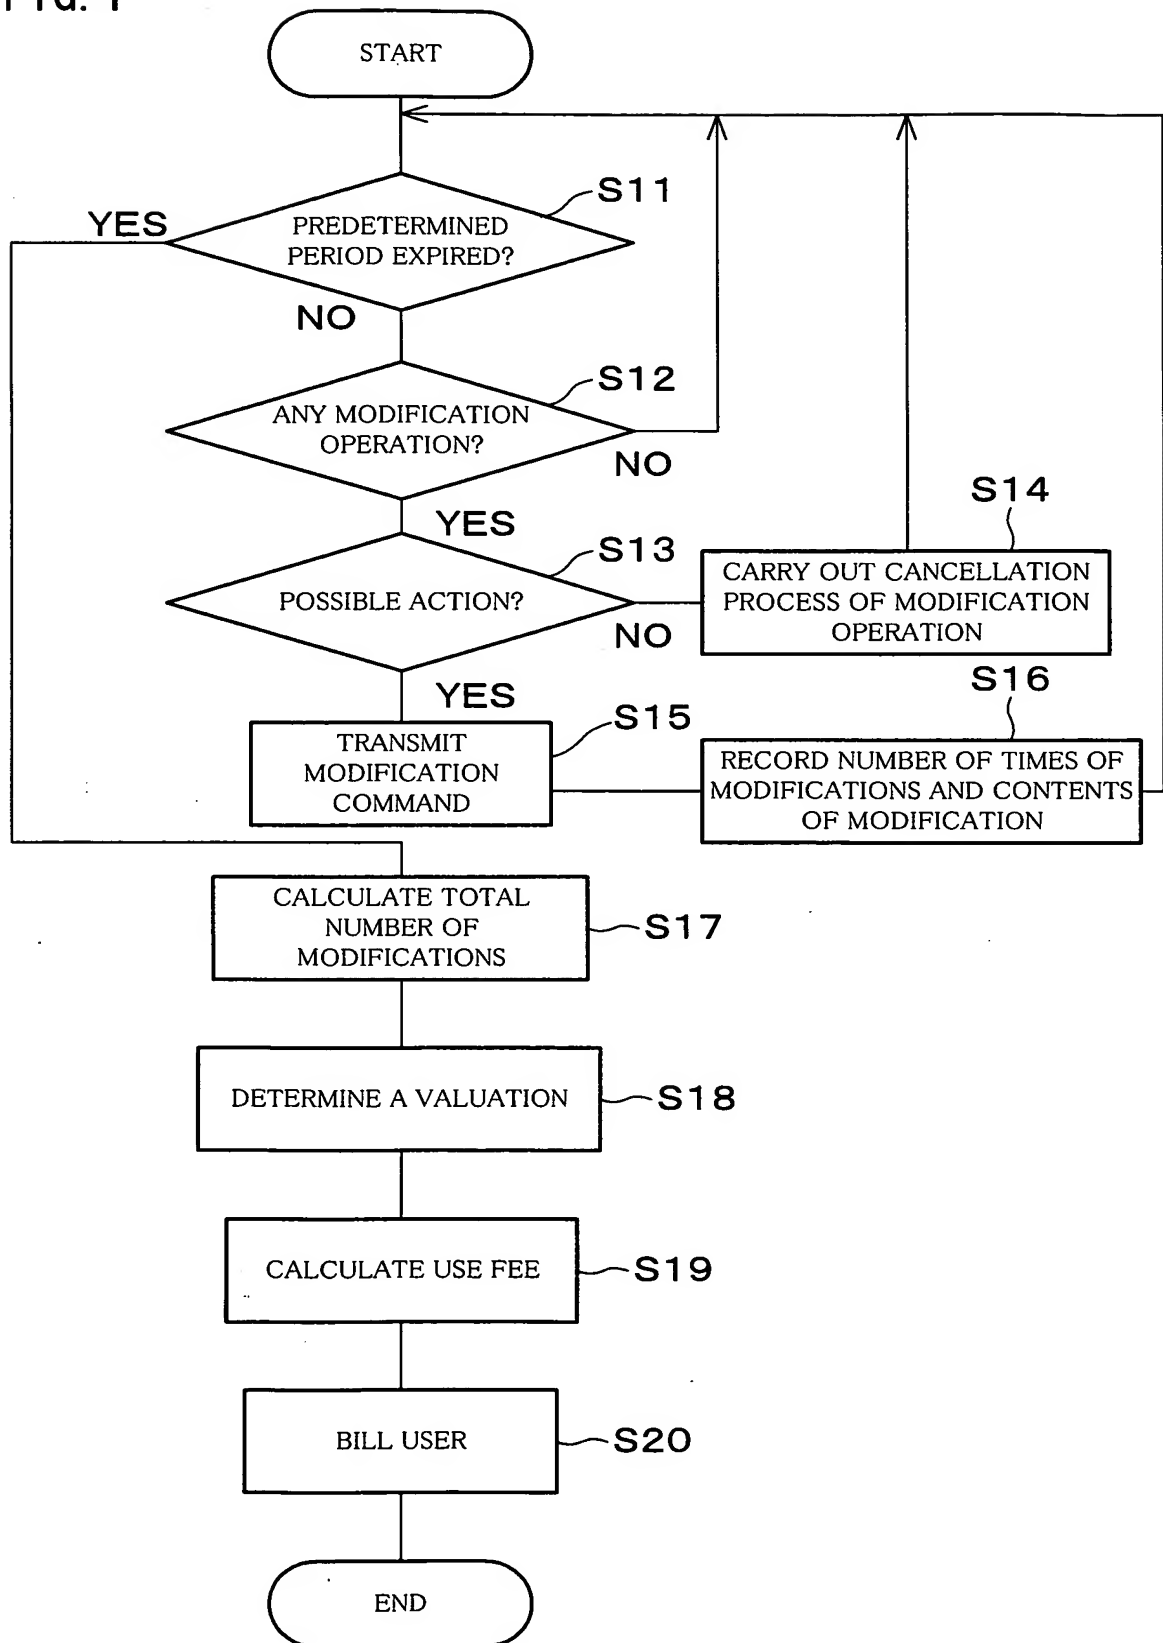 START
S11
YES
PREDETERMINED
PERIOD EXPIRED?
NO
S12
ANY MODIFICATION
OPERATION?
NO
YES
S13
POSSIBLE ACTION?
NO
S14
CARRY OUT CANCELLATION
PROCESS OF MODIFICATION
OPERATION
YES
S15
TRANSMIT
MODIFICATION
COMMAND
S16
RECORD NUMBER OF TIMES OF
MODIFICATIONS AND CONTENTS
OF MODIFICATION
CALCULATE TOTAL
NUMBER OF
MODIFICATIONS
S17
DETERMINE A VALUATION
S18
CALCULATE USE FEE
S19
BILL USER
S20
END